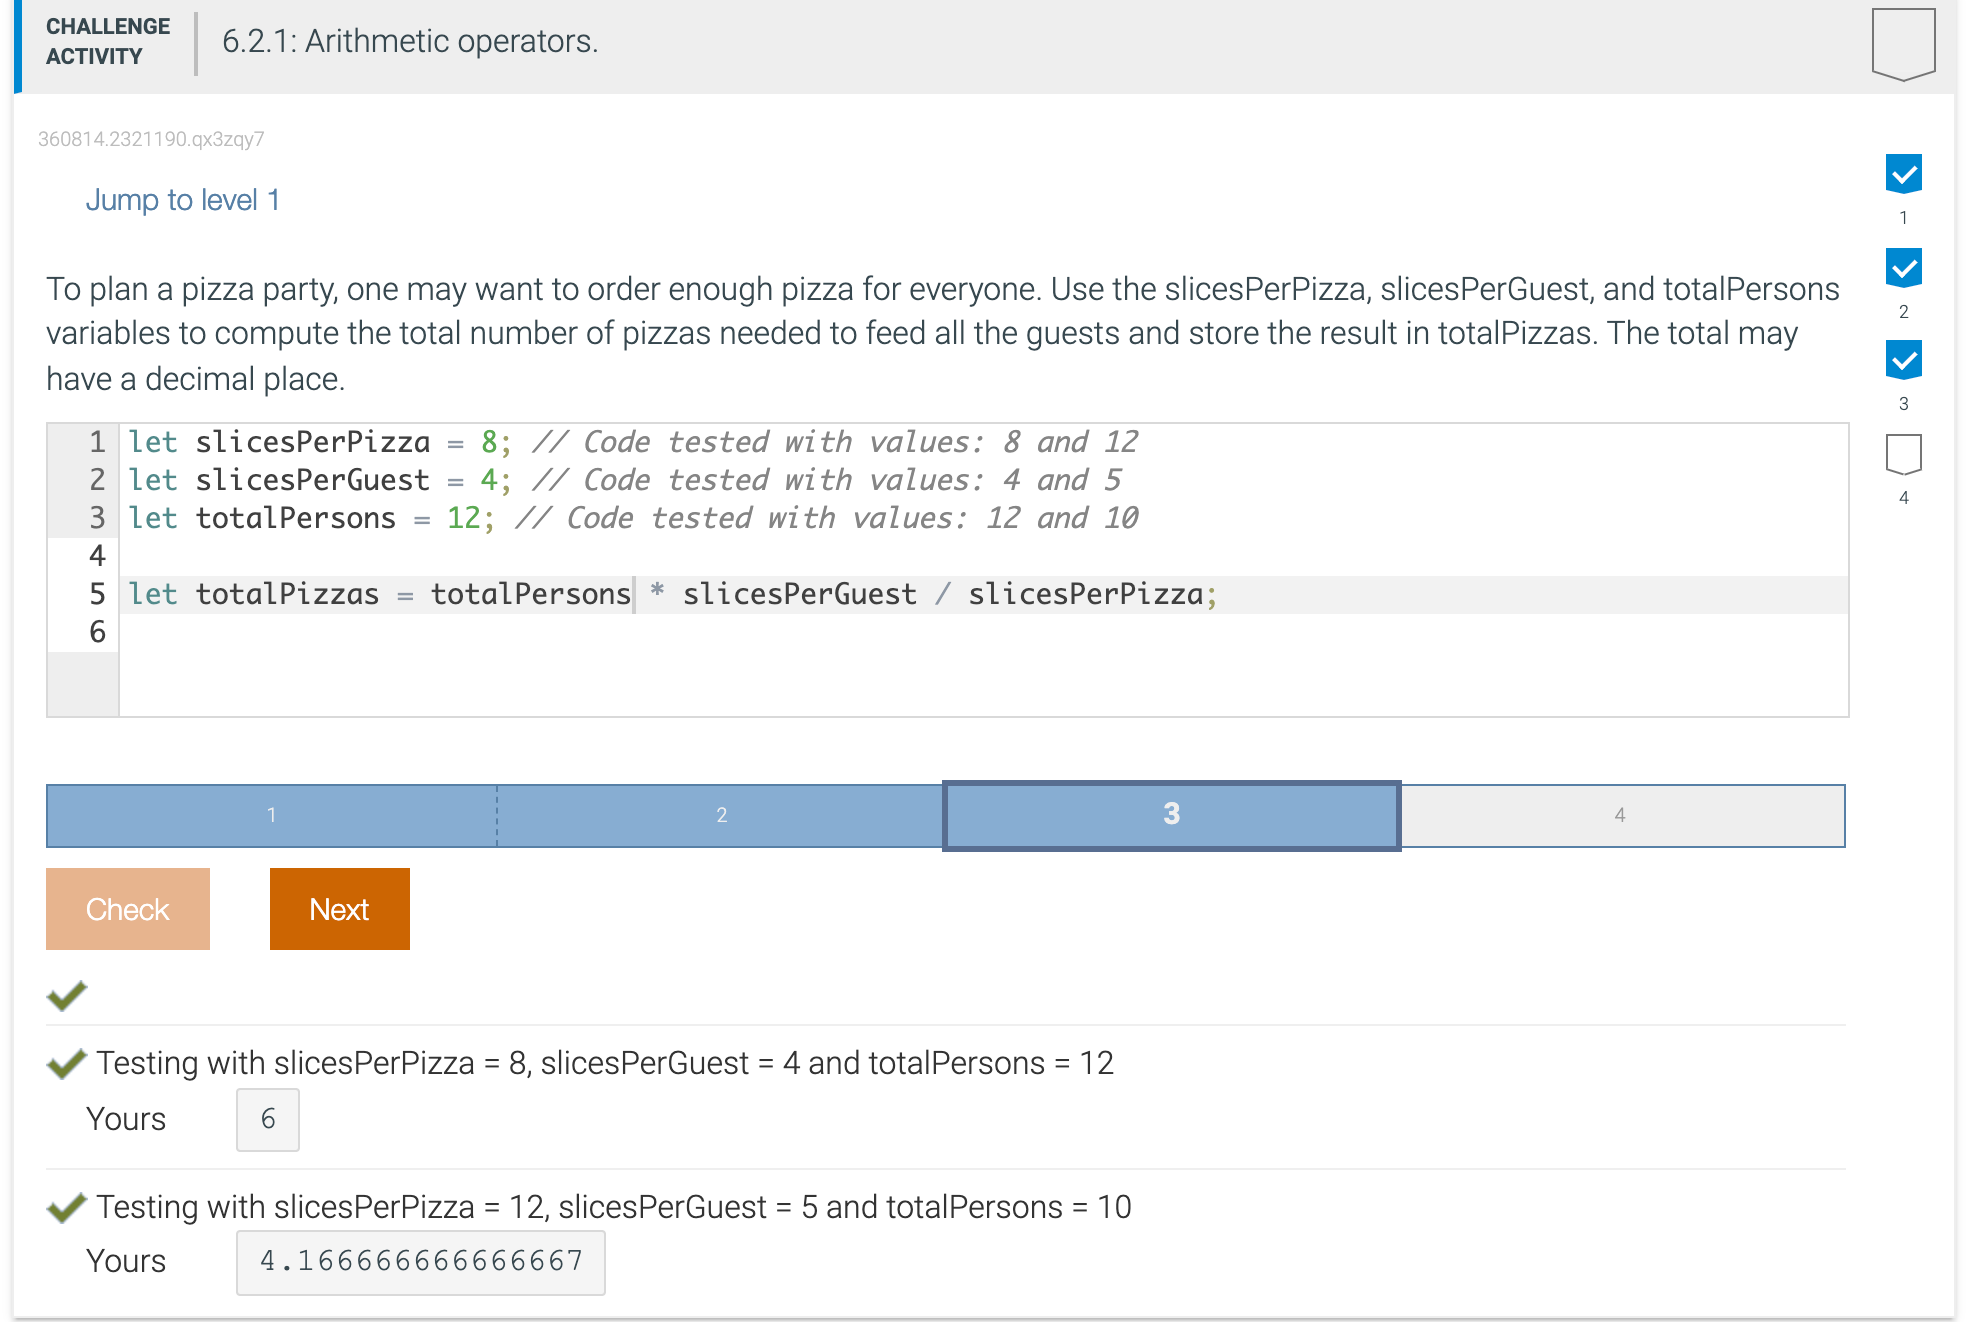 CHALLENGE
ACTIVITY
6.2.1: Arithmetic operators.
360814.2321190.qx3zqy7
Jump to level 1
1
2
3
4
To plan a pizza party, one may want to order enough pizza for everyone. Use the slicesPerPizza, slicesPerGuest, and totalPersons
variables to compute the total number of pizzas needed to feed all the guests and store the result in totalPizzas. The total may
have a decimal place.
1 let slicesPerPizza = 8; // Code tested with values: 8 and 12
2 let slicesPerGuest = 4; // Code tested with values: 4 and 5
3 let totalPersons = 12; // Code tested with values: 12 and 10
4
5 let totalPizzas = totalPersons * slicesPerGuest / slicesPerPizza;
6
1 2 3 4
Check Next
Testing with slicesPerPizza = 8, slicesPerGuest = 4 and totalPersons = 12
Yours 6
Testing with slicesPerPizza = 12, slicesPerGuest = 5 and totalPersons = 10
Yours 4.166666666666667